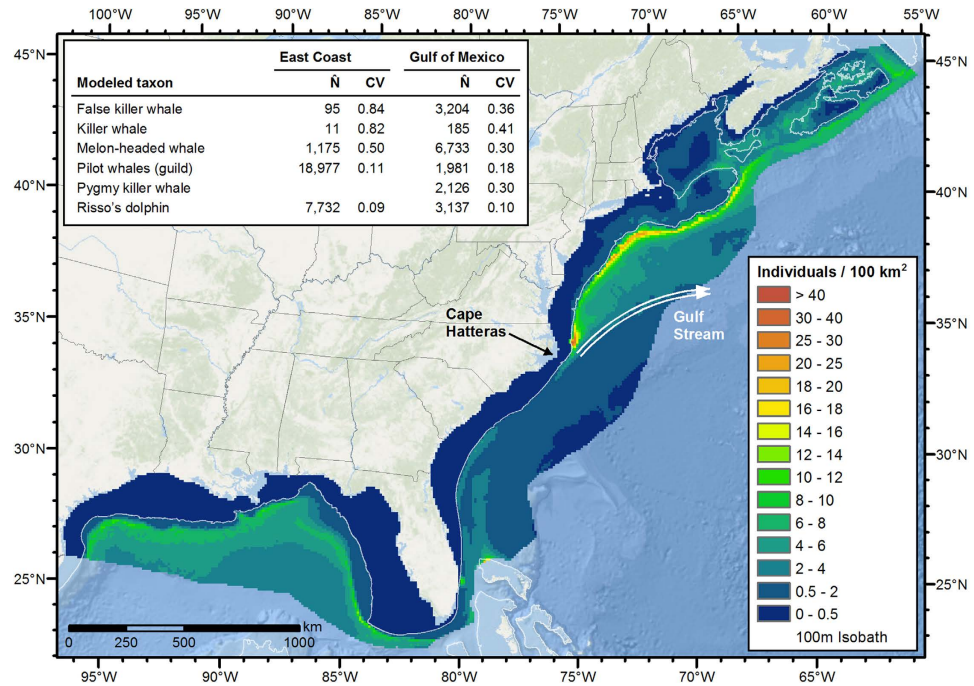 100°W 95°W 90°W 85°W 80°W 75°W 70°W 65°W 60°W 55°W
45°N 45°N
East Coast Gulf of Mexico
Modeled taxon N̂ CV N̂ CV
False killer whale 95 0.84 3,204 0.36
Killer whale 11 0.82 185 0.41
Melon-headed whale 1,175 0.50 6,733 0.30
Pilot whales (guild) 18,977 0.11 1,981 0.18
Pygmy killer whale 2,126 0.30
Risso's dolphin 7,732 0.09 3,137 0.10
40°N 40°N
35°N 35°N
30°N 30°N
25°N 25°N
Cape
Hatteras
Gulf
Stream
Individuals / 100 km²
> 40
30 - 40
25 - 30
20 - 25
18 - 20
16 - 18
14 - 16
12 - 14
10 - 12
8 - 10
6 - 8
4 - 6
2 - 4
0.5 - 2
0 - 0.5
100m Isobath
km
0 250 500 1000
95°W 90°W 85°W 80°W 75°W 70°W 65°W 60°W